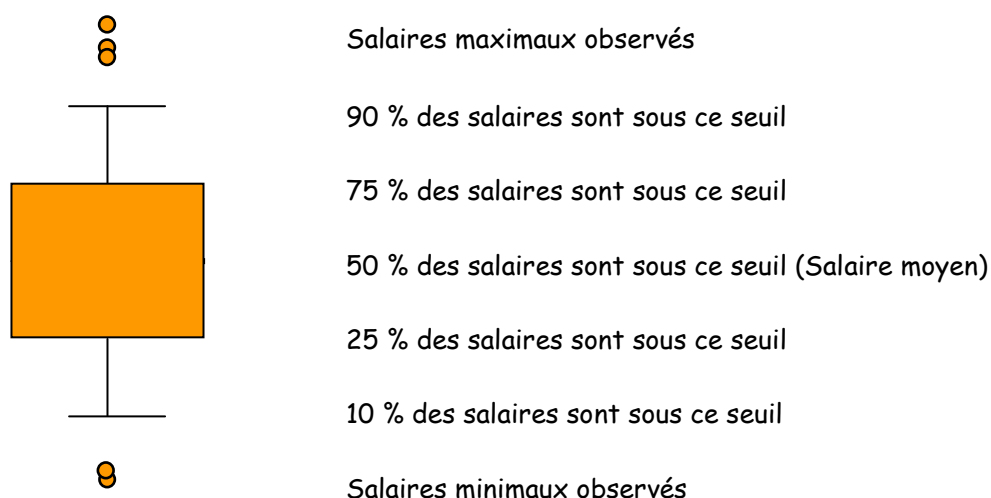 Salaires maximaux observés
90 % des salaires sont sous ce seuil
75 % des salaires sont sous ce seuil
50 % des salaires sont sous ce seuil (Salaire moyen)
25 % des salaires sont sous ce seuil
10 % des salaires sont sous ce seuil
Salaires minimaux observés